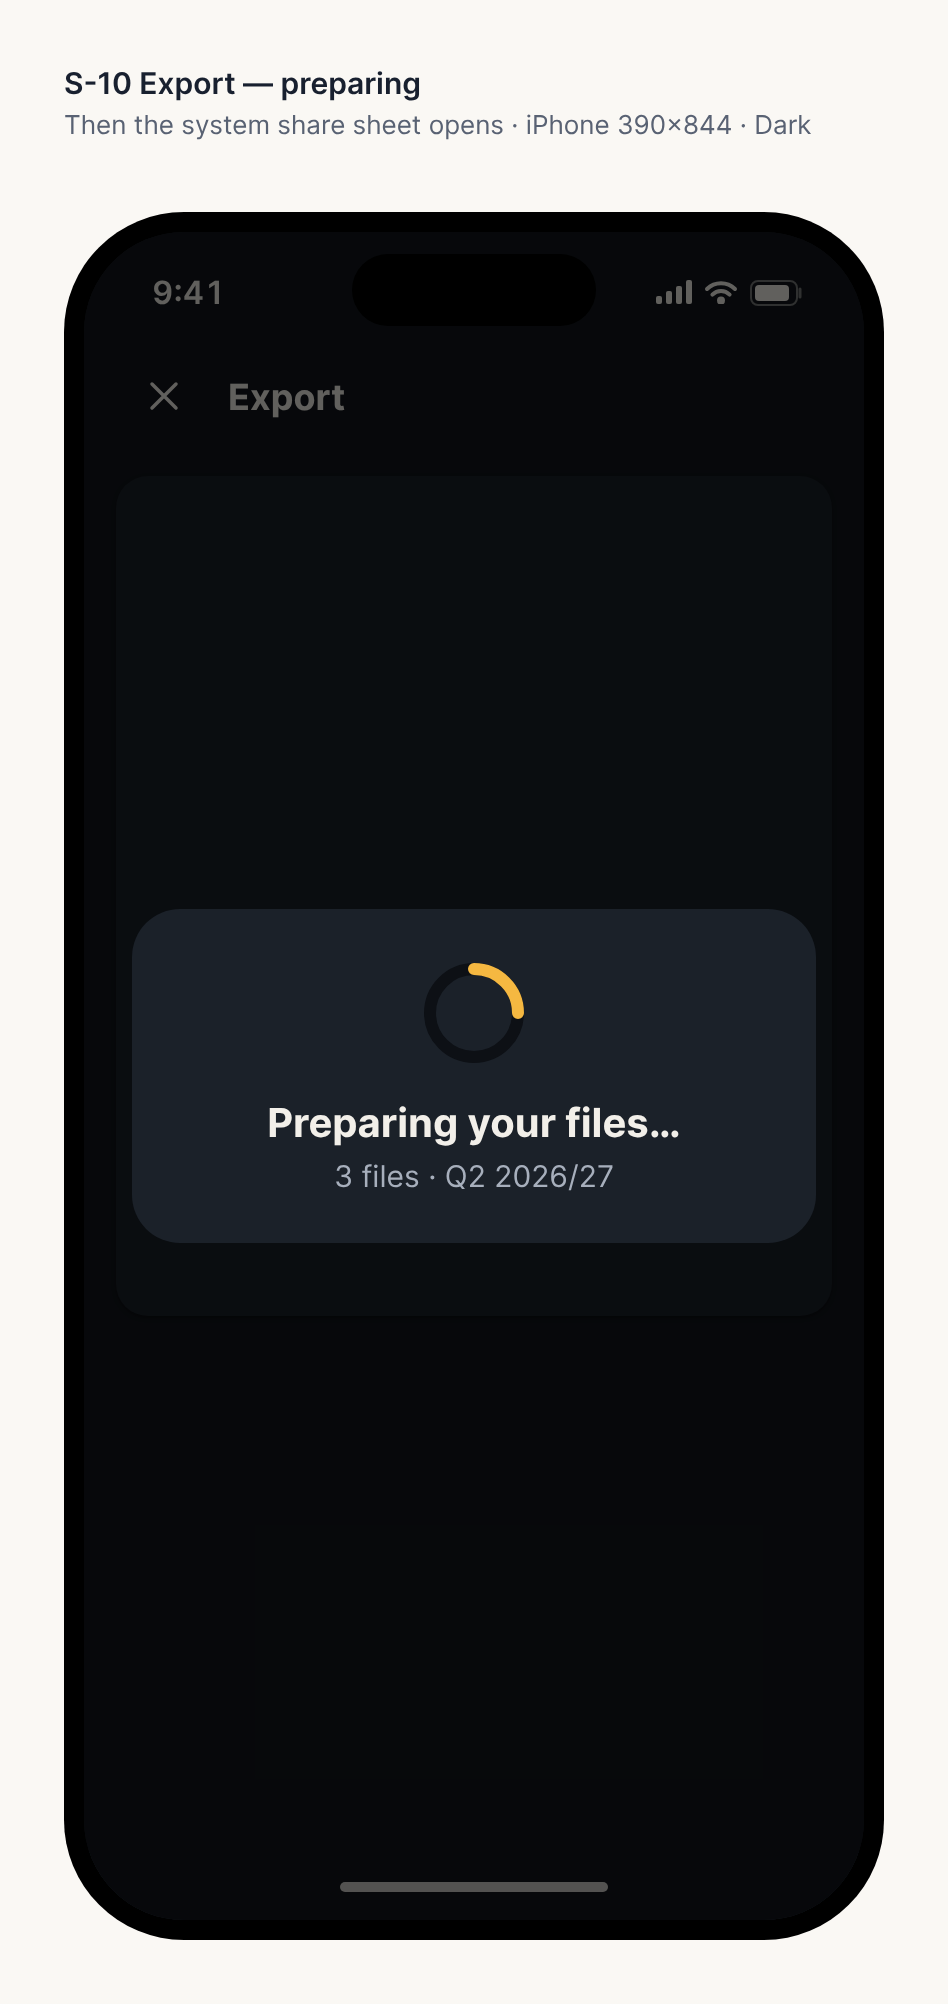 S-10 Export — preparing
Then the system share sheet opens · iPhone 390×844 · Dark
9:41
Export
Preparing your files…
3 files · Q2 2026/27